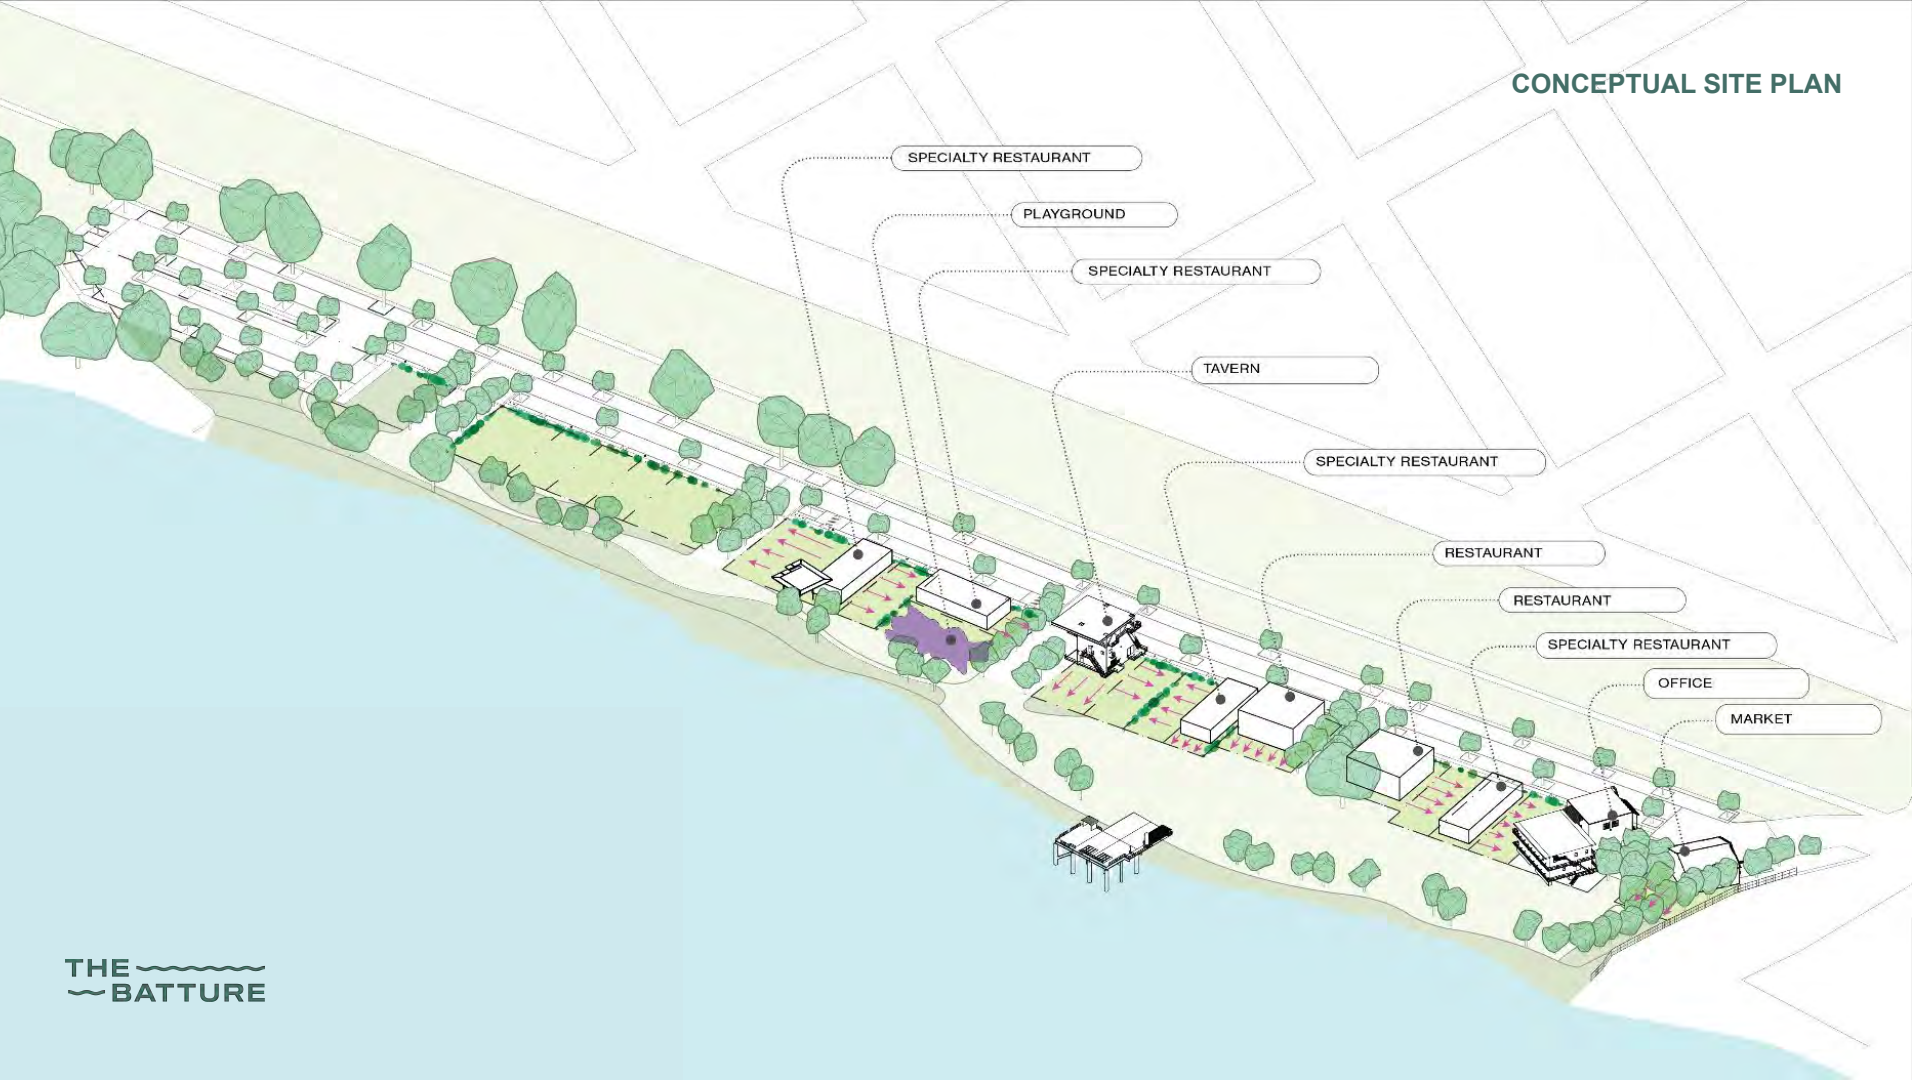 CONCEPTUAL SITE PLAN
SPECIALTY RESTAURANT
PLAYGROUND
SPECIALTY RESTAURANT
TAVERN
SPECIALTY RESTAURANT
RESTAURANT
RESTAURANT
SPECIALTY RESTAURANT
OFFICE
MARKET
THE
BATTURE